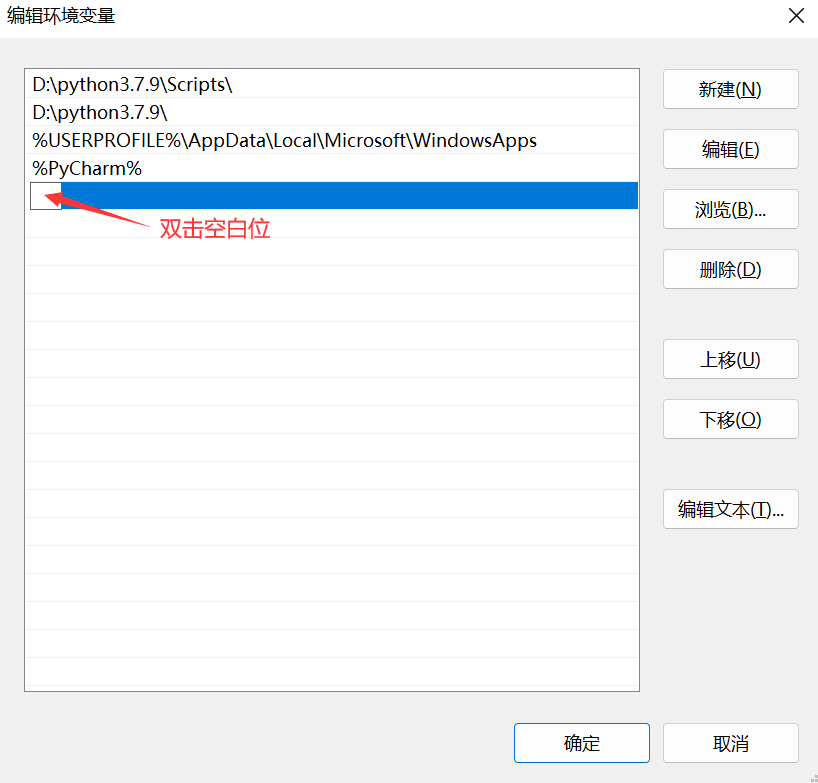 编辑环境变量
D:\python3.7.9\Scripts\
D:\python3.7.9\
%USERPROFILE%\AppData\Local\Microsoft\WindowsApps
%PyCharm%
双击空白位
新建(N)
编辑(E)
浏览(B)...
删除(D)
上移(U)
下移(O)
编辑文本(T)...
确定
取消